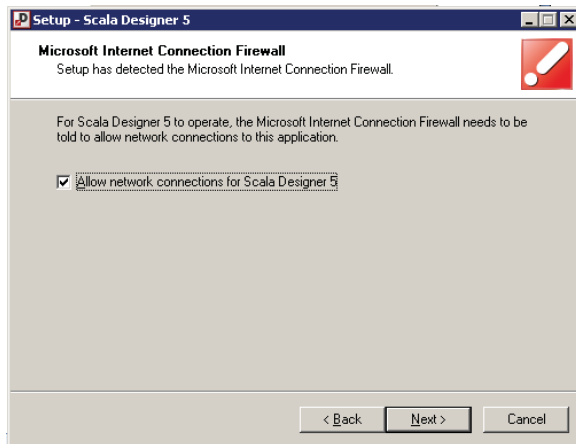 Setup - Scala Designer 5
Microsoft Internet Connection Firewall
Setup has detected the Microsoft Internet Connection Firewall.
For Scala Designer 5 to operate, the Microsoft Internet Connection Firewall needs to be
told to allow network connections to this application.
Allow network connections for Scala Designer 5
< Back Next > Cancel